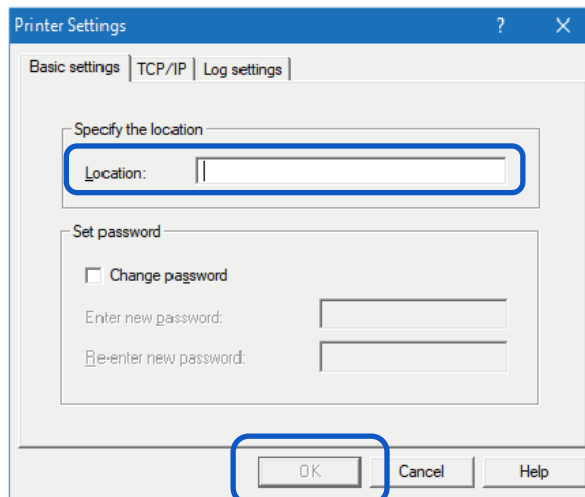 Printer Settings ?
Basic settings TCP/IP Log settings
Specify the location
Location:
Set password
Change password
Enter new password:
Re-enter new password:
OK Cancel Help